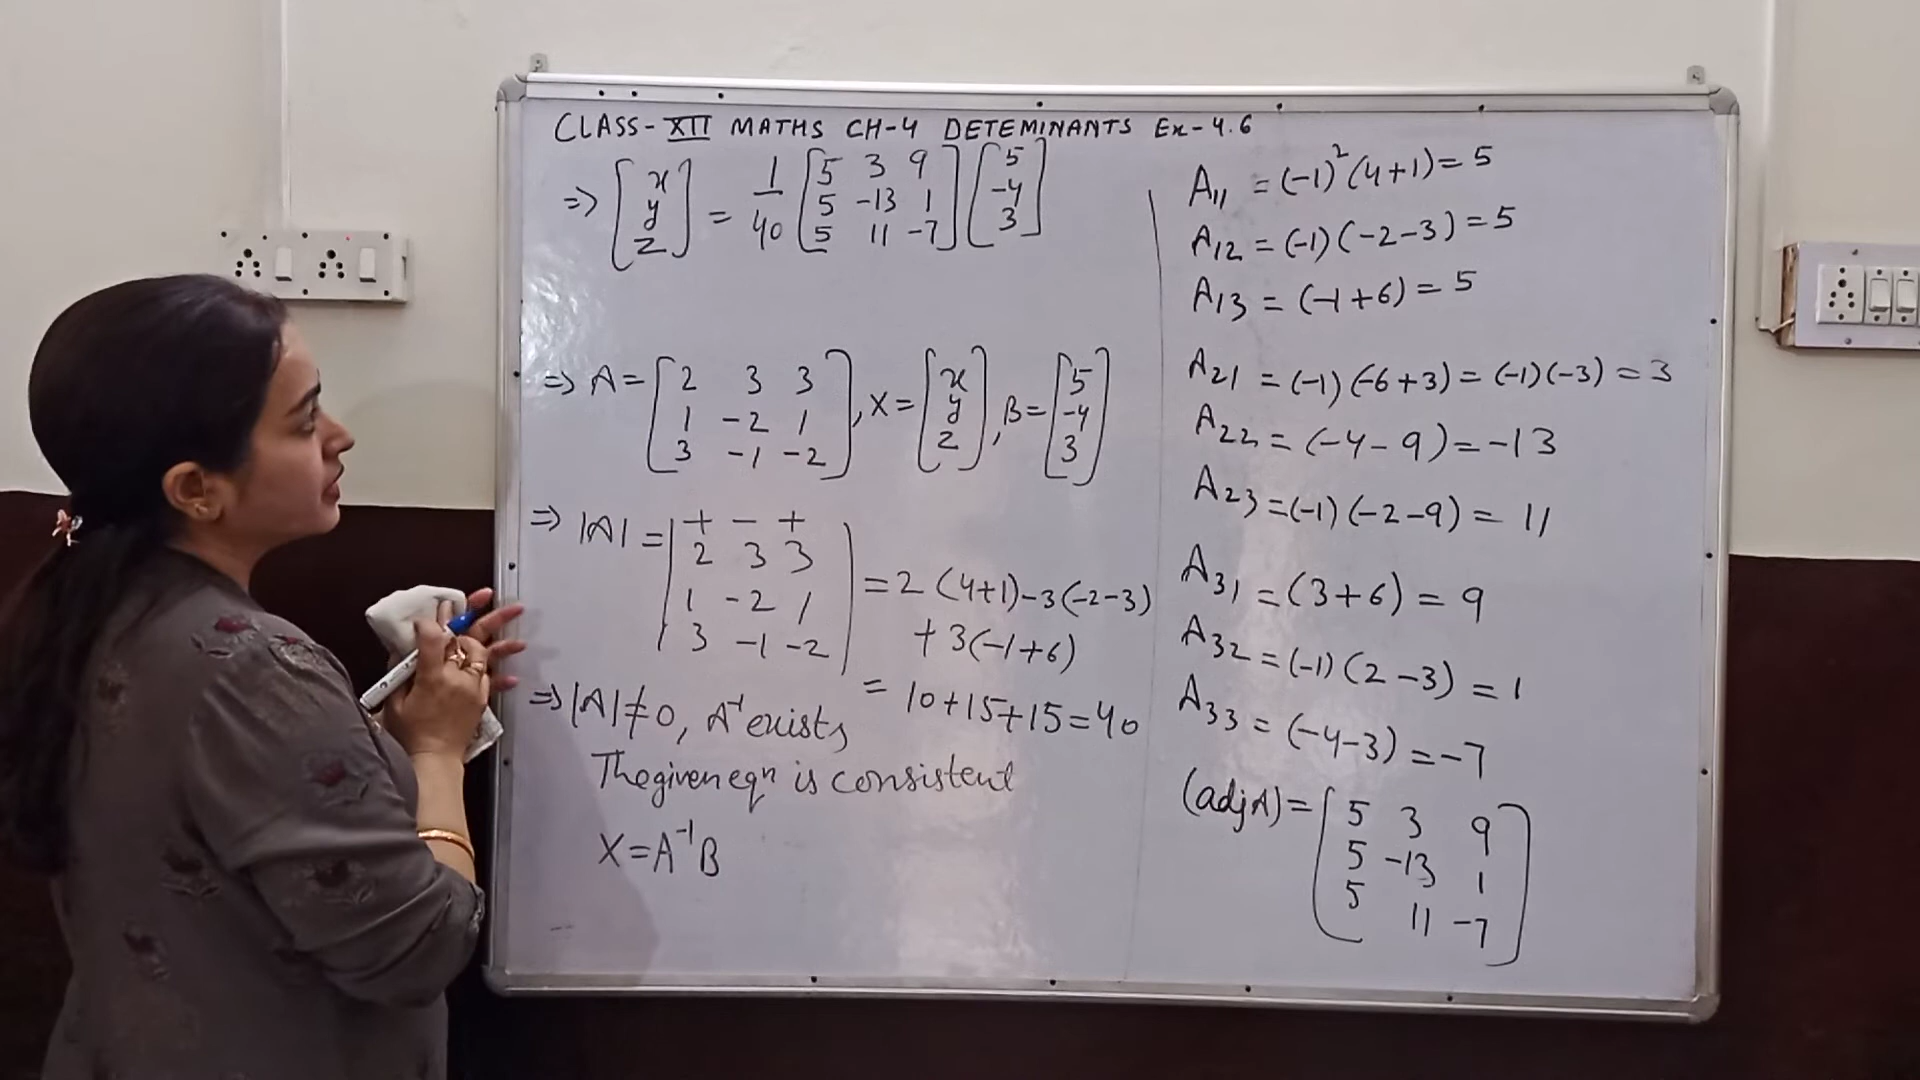 CLASS-XII MATHS CH-4 DETEMINANTS Ex-4.6
=> [x y z] = 1/40 [5 3 9; 5 -13 1; 5 11 -7] [5 -4 3]
=> A = [2 3 3; 1 -2 1; 3 -1 -2], X = [x y z], B = [5 -4 3]
=> |A| = |2 3 3; 1 -2 1; 3 -1 -2| = 2(4+1)-3(-2-3)
+ - +
+ 3(-1+6)
= 10+15+15=40
=> |A|≠0, A⁻¹ exists
The given eqn is consistent
X=A⁻¹B
A11 = (-1)²(4+1)= 5
A12 = (-1)(-2-3) = 5
A13 = (-1+6) = 5
A21 = (-1)(-6+3) = (-1)(-3) = 3
A22 = (-4-9) = -13
A23 = (-1)(-2-9) = 11
A31 = (3+6) = 9
A32 = (-1)(2-3) = 1
A33 = (-4-3) = -7
(adjA) = [5 3 9; 5 -13 1; 5 11 -7]